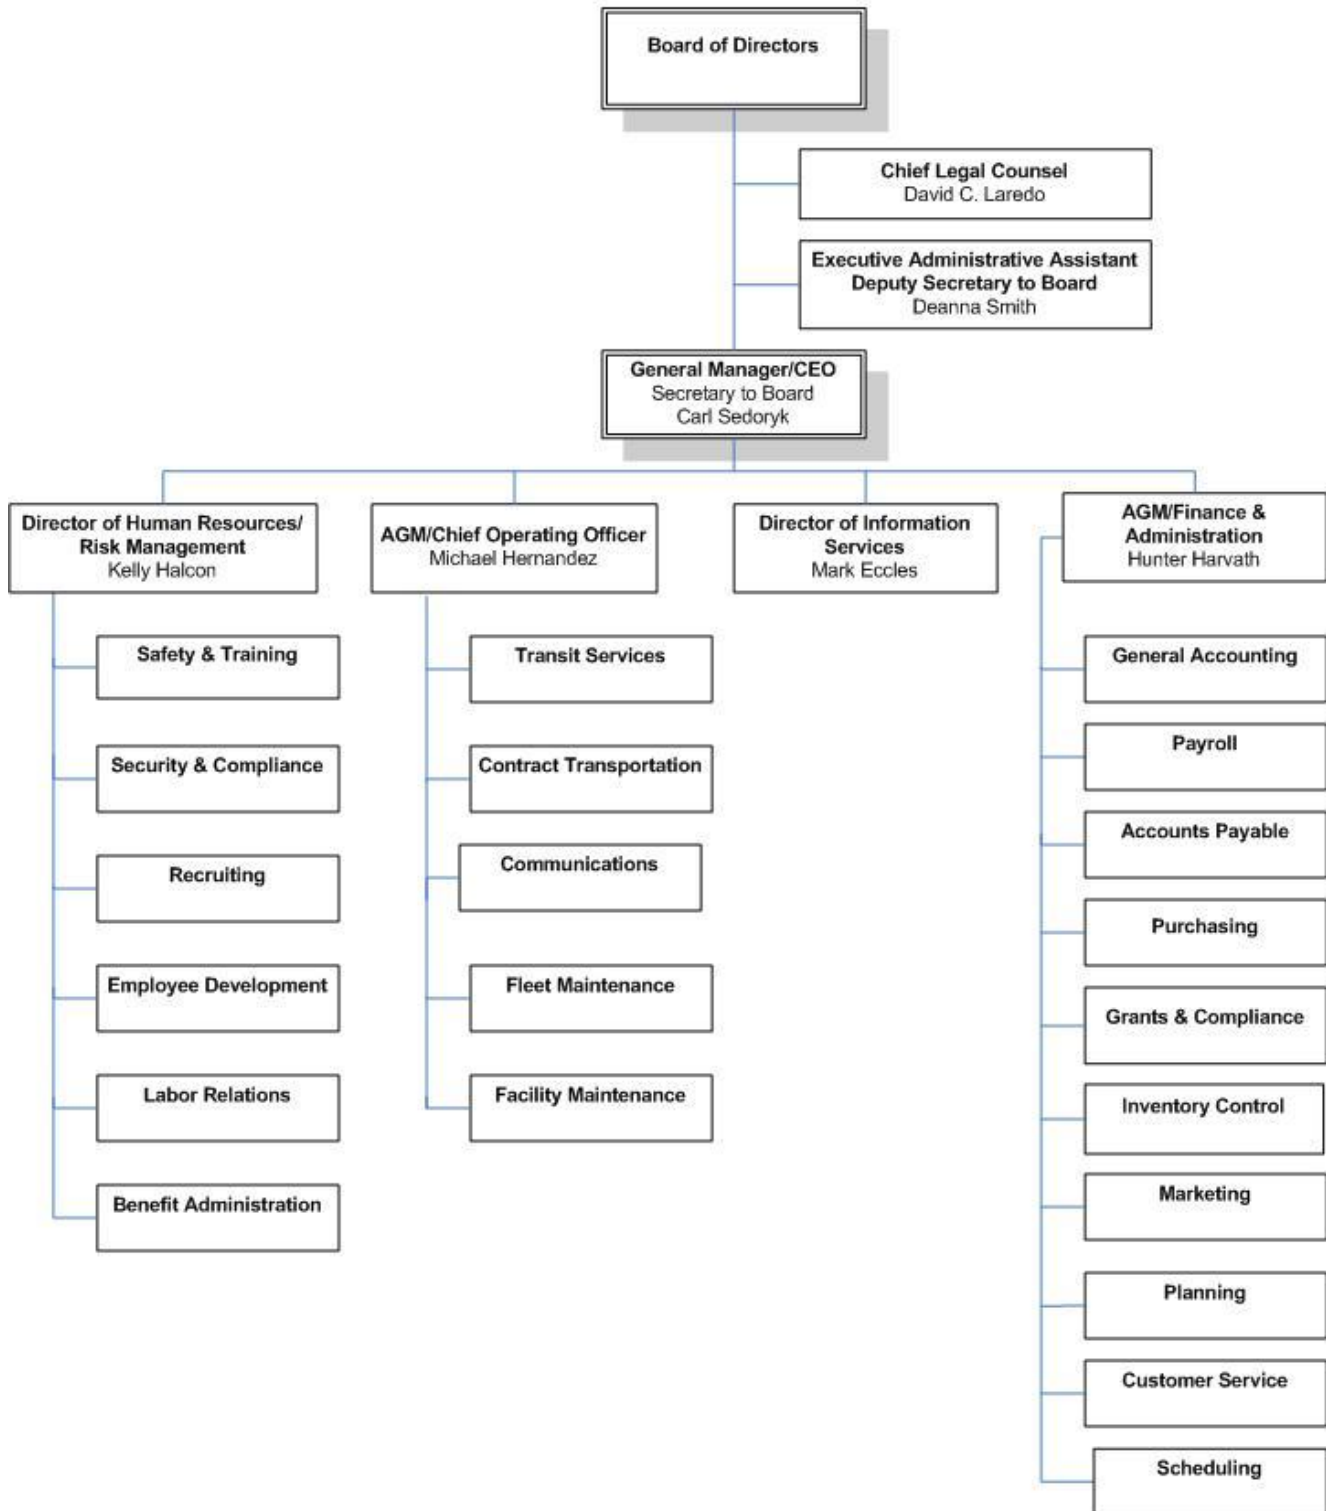 Board of Directors
Chief Legal Counsel
David C. Laredo
Executive Administrative Assistant
Deputy Secretary to Board
Deanna Smith
General Manager/CEO
Secretary to Board
Carl Sedoryk
Director of Human Resources/
Risk Management
Kelly Halcon
AGM/Chief Operating Officer
Michael Hernandez
Director of Information
Services
Mark Eccles
AGM/Finance &
Administration
Hunter Harvath
Safety & Training
Security & Compliance
Recruiting
Employee Development
Labor Relations
Benefit Administration
Transit Services
Contract Transportation
Communications
Fleet Maintenance
Facility Maintenance
General Accounting
Payroll
Accounts Payable
Purchasing
Grants & Compliance
Inventory Control
Marketing
Planning
Customer Service
Scheduling